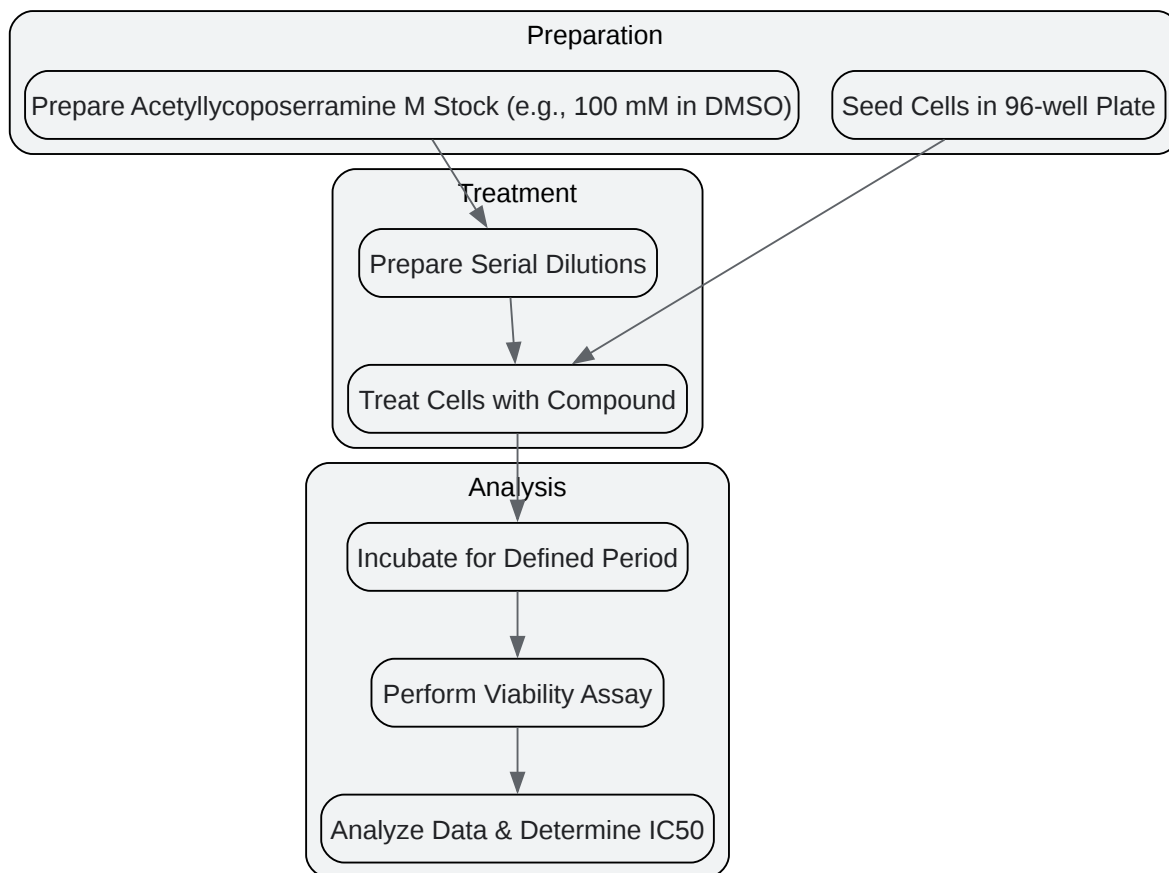 Preparation
Prepare Acetyllycoposerramine M Stock (e.g., 100 mM in DMSO)
Seed Cells in 96-well Plate
Treatment
Prepare Serial Dilutions
Treat Cells with Compound
Analysis
Incubate for Defined Period
Perform Viability Assay
Analyze Data & Determine IC50